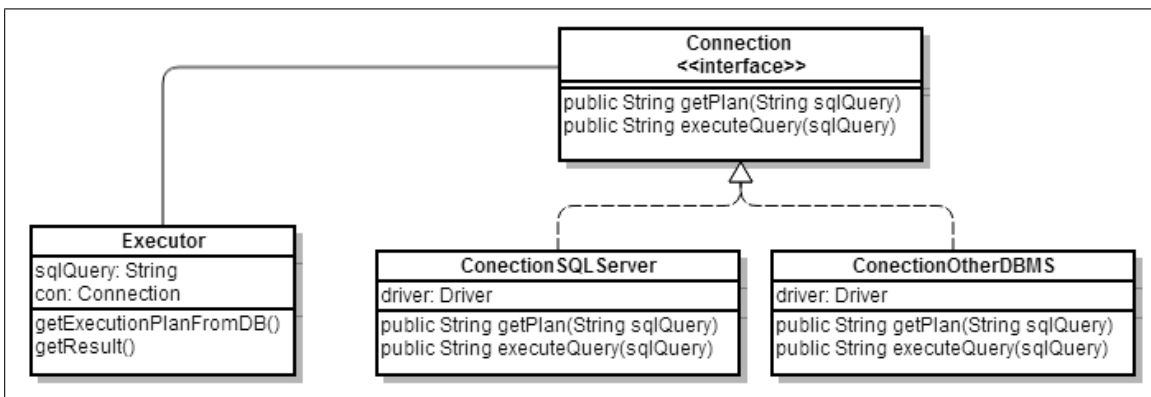 Connection
<<interface>>
public String getPlan(String sqlQuery)
public String executeQuery(sqlQuery)
Executor
sqlQuery: String
con: Connection
getExecutionPlanFromDB()
getResult()
ConectionSQLServer
driver: Driver
public String getPlan(String sqlQuery)
public String executeQuery(sqlQuery)
ConectionOtherDBMS
driver: Driver
public String getPlan(String sqlQuery)
public String executeQuery(sqlQuery)